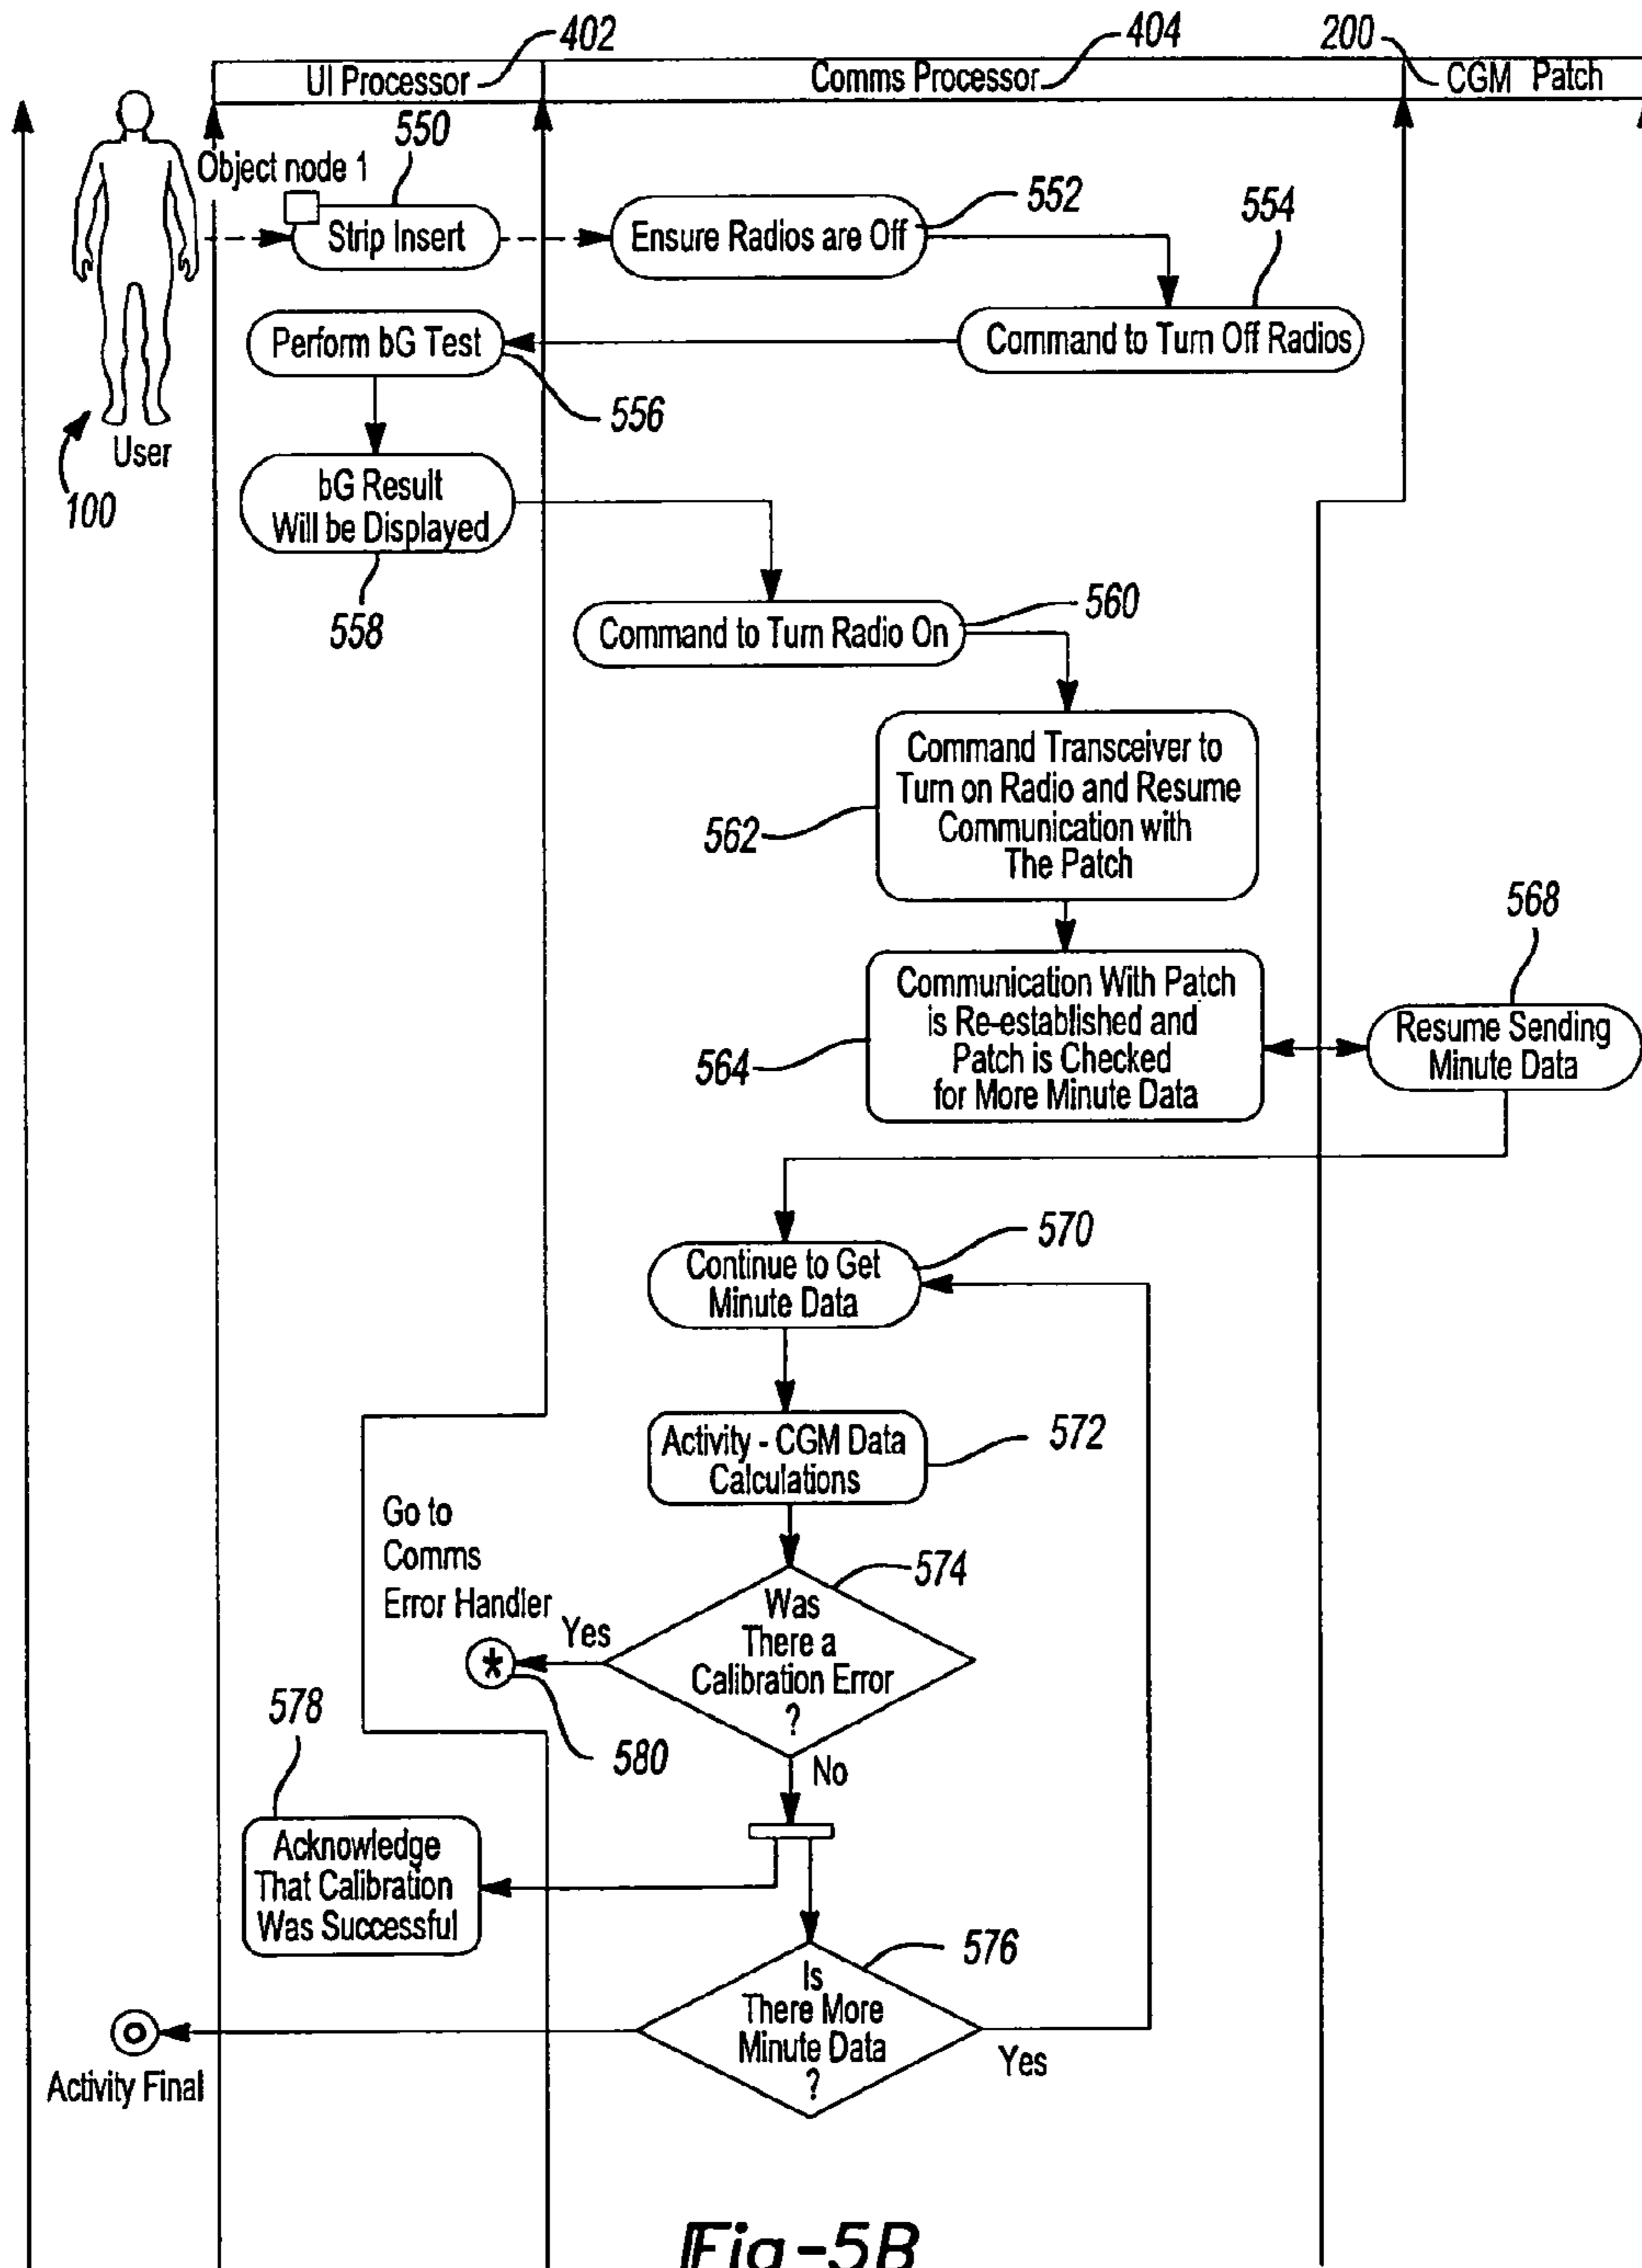 402
404
200
UI Processor
Comms Processor
CGM Patch
550
Object node 1
Strip Insert
552
Ensure Radios are Off
554
Perform bG Test
Command to Turn Off Radios
556
User
100
bG Result
Will be Displayed
558
560
Command to Turn Radio On
Command Transceiver to
Turn on Radio and Resume
Communication with
The Patch
562
568
Communication With Patch
is Re-established and
Patch is Checked
for More Minute Data
564
Resume Sending
Minute Data
570
Continue to Get
Minute Data
572
Activity - CGM Data
Calculations
Go to
Comms
Error Handler
574
Was
There a
Calibration Error
?
Yes
*
580
No
578
Acknowledge
That Calibration
Was Successful
576
Is
There More
Minute Data
?
Yes
Activity Final
Fig-5B